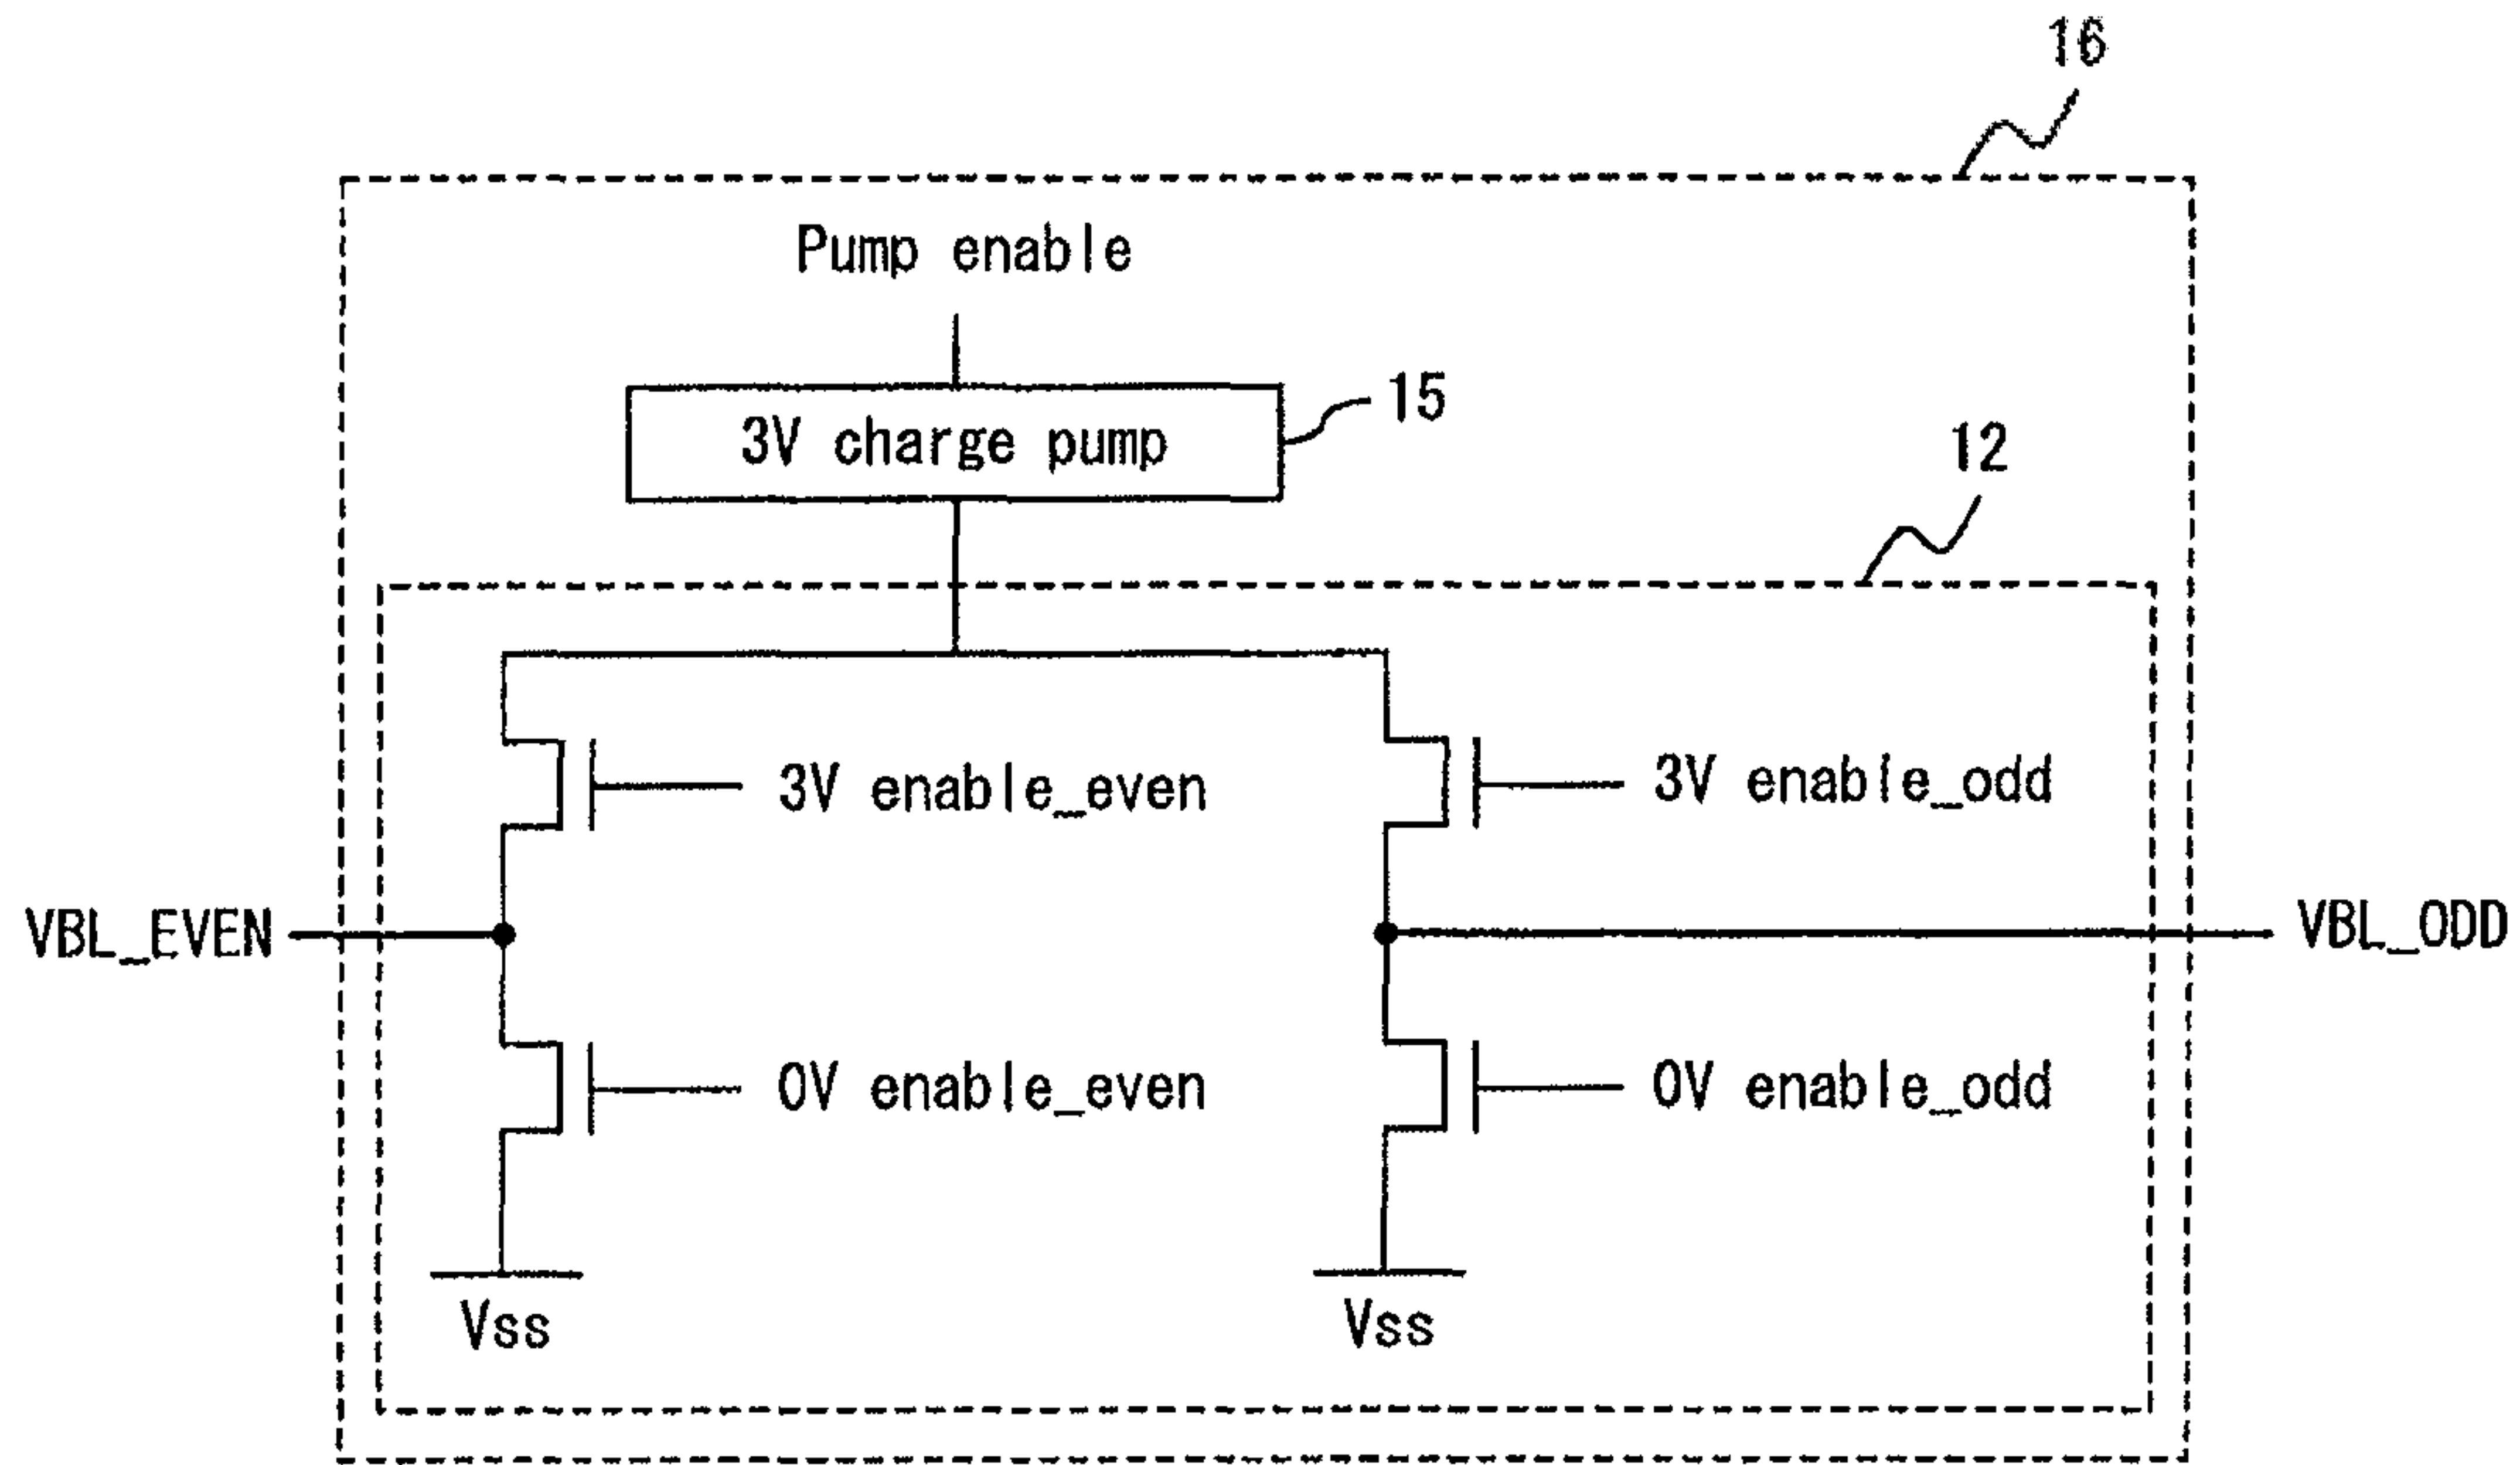 16
Pump enable
3V charge pump
15
12
3V enable_even
3V enable_odd
VBL_EVEN
VBL_ODD
0V enable_even
0V enable_odd
Vss
Vss